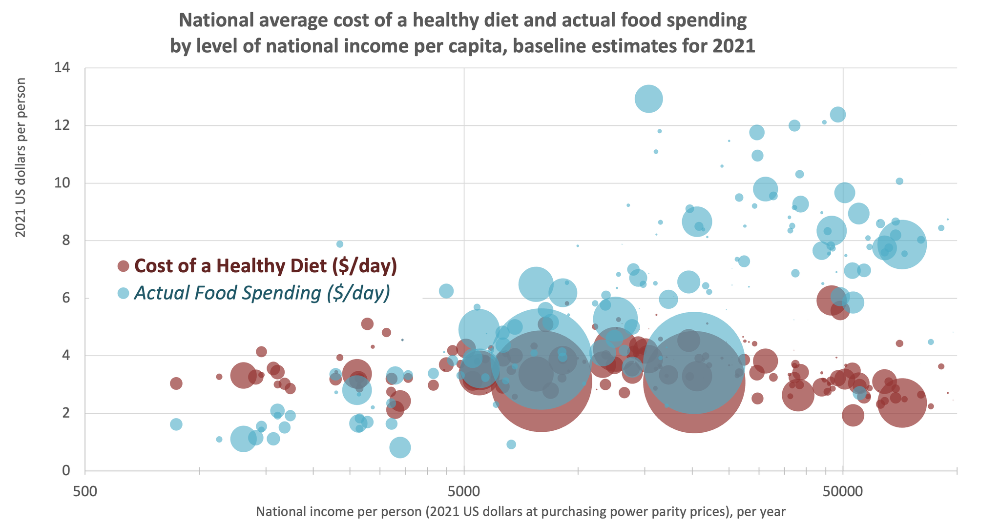 National average cost of a healthy diet and actual food spending
by level of national income per capita, baseline estimates for 2021
2021 US dollars per person
14
12
10
8
6
4
2
0
Cost of a Healthy Diet ($/day)
Actual Food Spending ($/day)
500
5000
50000
National income per person (2021 US dollars at purchasing power parity prices), per year